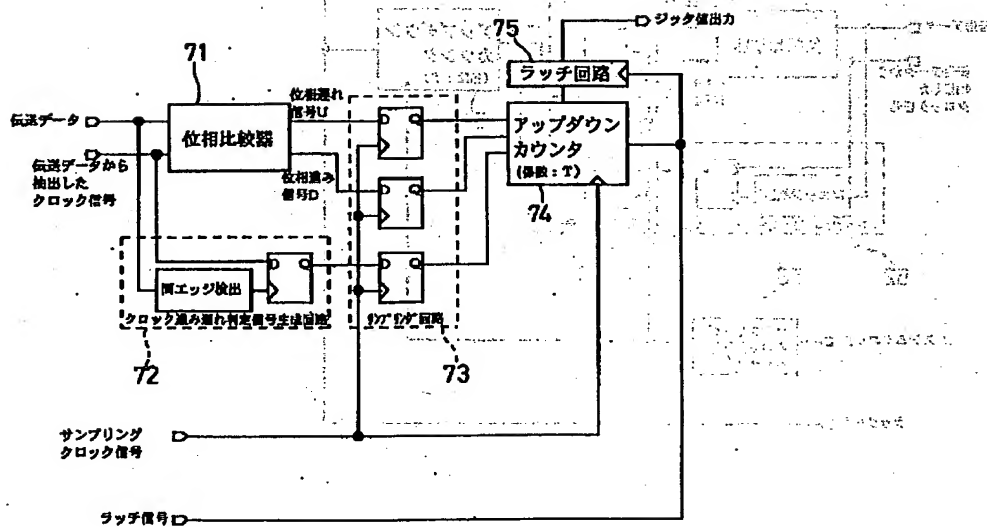 75
ジッタ値出力
71
ラッチ回路
位相遅れ
信号U
伝送データ
位相比較器
アップダウン
カウンタ
(係数:T)
伝送データから
抽出した
クロック信号
位相進み
信号D
74
両エッジ検出
クロック進み遅れ判定信号生成回路
サンプリング回路
72
73
サンプリング
クロック信号
ラッチ信号